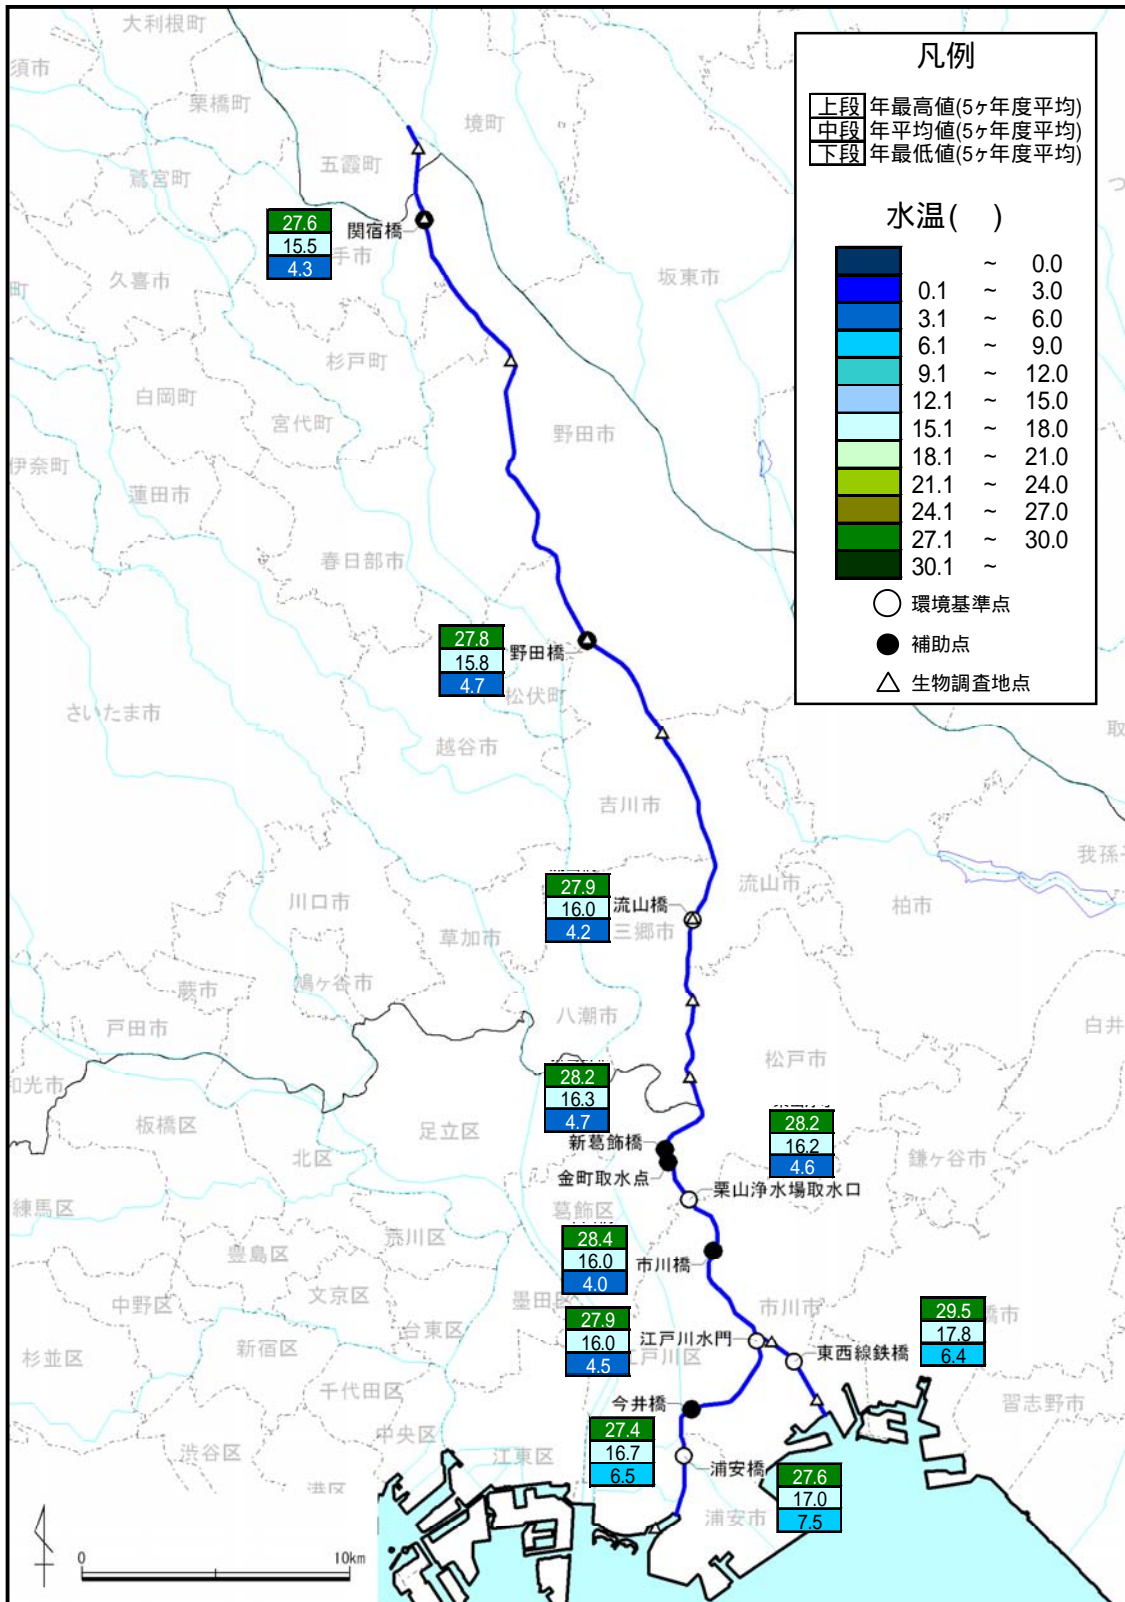 凡例
上段 年最高値(5ヶ年度平均)
中段 年平均値(5ヶ年度平均)
下段 年最低値(5ヶ年度平均)
水温( )
~ 0.0
0.1 ~ 3.0
3.1 ~ 6.0
6.1 ~ 9.0
9.1 ~ 12.0
12.1 ~ 15.0
15.1 ~ 18.0
18.1 ~ 21.0
21.1 ~ 24.0
24.1 ~ 27.0
27.1 ~ 30.0
30.1 ~
環境基準点
補助点
生物調査地点
大利根町
須市
栗橋町
境町
五霞町
鷲宮町
関宿橋
27.6
15.5
4.3
手市
久喜市
町
坂東市
つ
杉戸町
白岡町
宮代町
野田市
伊奈町
蓮田市
春日部市
27.8
15.8
4.7
野田橋
松伏町
さいたま市
越谷市
取
吉川市
我孫子
流山市
柏市
27.9
16.0
4.2
流山橋
三郷市
川口市
草加市
鳩ヶ谷市
蕨市
戸田市
八潮市
白井
松戸市
和光市
28.2
16.3
4.7
板橋区
足立区
北区
新葛飾橋
金町取水点
28.2
16.2
4.6
鎌ヶ谷市
栗山浄水場取水口
練馬区
葛飾区
荒川区
豊島区
28.4
16.0
4.0
市川橋
文京区
中野区
墨田区
台東区
市川市
27.9
16.0
4.5
江戸川水門
江戸川区
東西線鉄橋
29.5
17.8
6.4
橋市
杉並区
新宿区
千代田区
習志野市
今井橋
中央区
渋谷区
江東区
27.4
16.7
6.5
浦安橋
27.6
17.0
7.5
港区
浦安市
0 10km